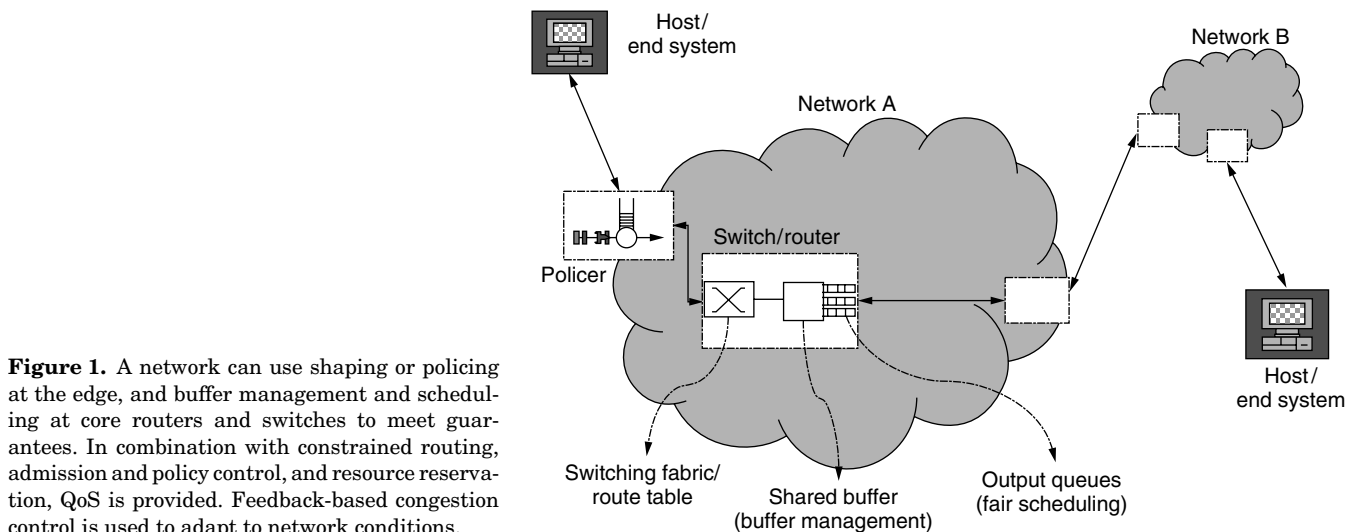 Host/
end system
Network B
Network A
Switch/router
Policer
Host/
end system
Switching fabric/
route table
Shared buffer
(buffer management)
Output queues
(fair scheduling)
Figure 1. A network can use shaping or policing
at the edge, and buffer management and schedul-
ing at core routers and switches to meet guar-
antees. In combination with constrained routing,
admission and policy control, and resource reserva-
tion, QoS is provided. Feedback-based congestion
control is used to adapt to network conditions.